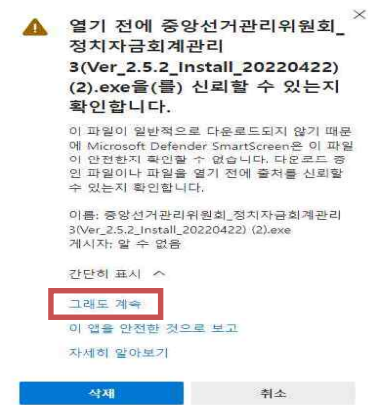 열기 전에 중앙선거관리위원회_
정치자금회계관리
3(Ver_2.5.2_Install_20220422)
(2).exe을(를) 신뢰할 수 있는지
확인합니다.
이 파일이 일반적으로 다운로드되지 않기 때문
에 Microsoft Defender SmartScreen은 이 파일
이 안전한지 확인할 수 없습니다. 다운로드 중
인 파일이나 파일을 열기 전에 출처를 신뢰할
수 있는지 확인합니다.
이름: 중앙선거관리위원회_정치자금회계관리
3(Ver_2.5.2_Install_20220422) (2).exe
게시자: 알 수 없음
간단히 표시
그래도 계속
이 앱을 안전한 것으로 보고
자세히 알아보기
삭제 취소